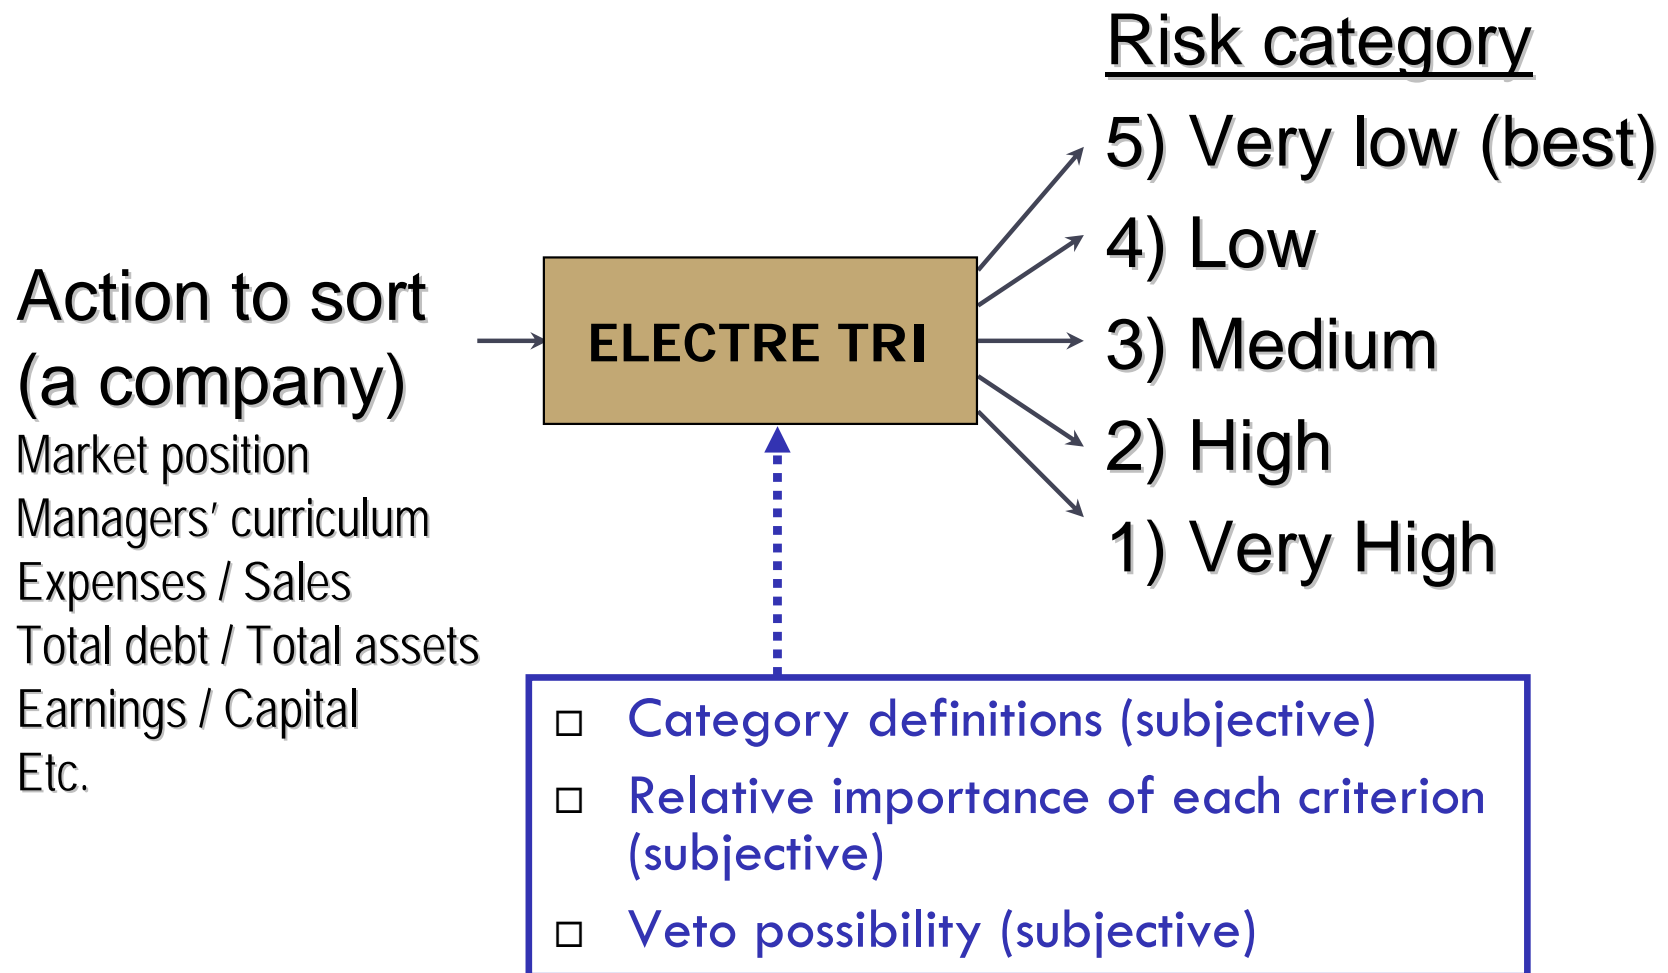 Risk category
5) Very low (best)
4) Low
3) Medium
2) High
1) Very High
Action to sort
(a company)
Market position
Managers’ curriculum
Expenses / Sales
Total debt / Total assets
Earnings / Capital
Etc.
ELECTRE TRI
Category definitions (subjective)
Relative importance of each criterion
(subjective)
Veto possibility (subjective)